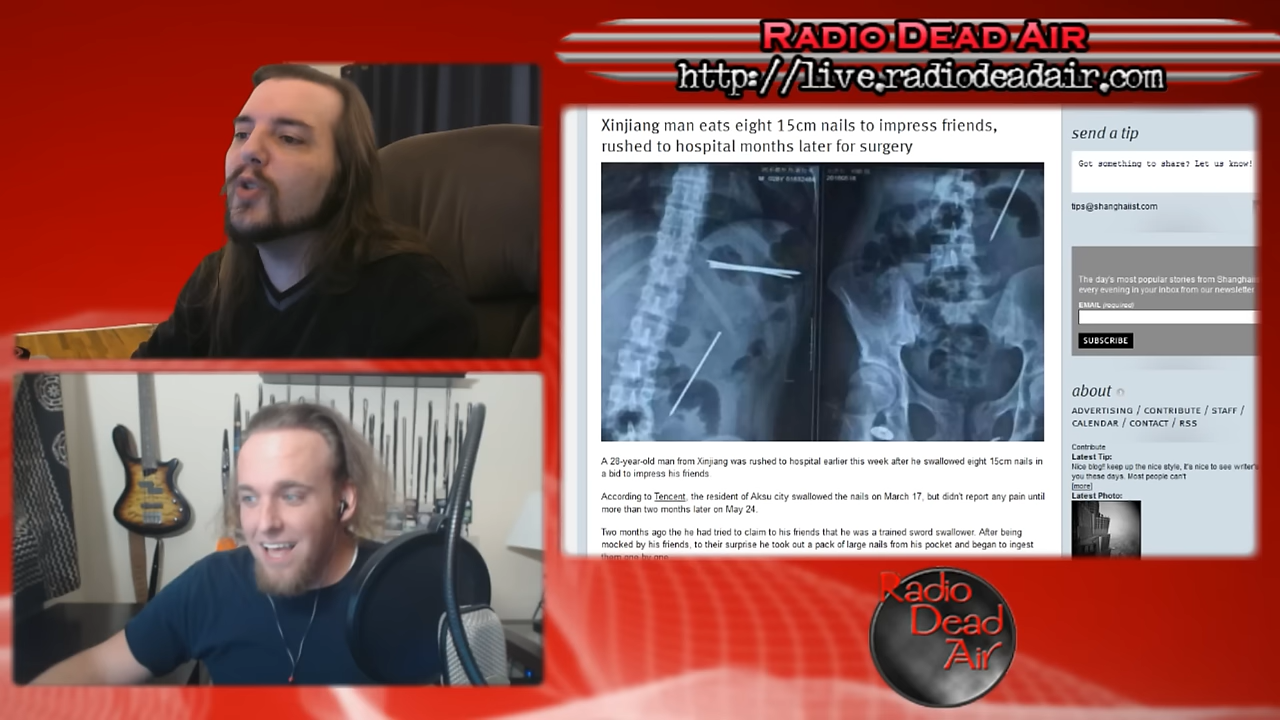 Radio Dead Air
http://live.radiodeadair.com
Xinjiang man eats eight 15cm nails to impress friends,
rushed to hospital months later for surgery
A 28-year-old man from Xinjiang was rushed to hospital earlier this week after he swallowed eight 15cm nails in
a bid to impress his friends.
According to Tencent, the resident of Aksu city swallowed the nails on March 17, but didn't report any pain until
more than two months later on May 24.
Two months ago the he had tried to claim to his friends that he was a trained sword swallower. After being
mocked by his friends, to their surprise he took out a pack of large nails from his pocket and began to ingest
them one by one.
send a tip
Got something to share? Let us know!
tips@shanghaiist.com
The day's most popular stories from Shanghaiis
every evening in your inbox from our newsletter
EMAIL (required)
SUBSCRIBE
about
ADVERTISING / CONTRIBUTE / STAFF /
CALENDAR / CONTACT / RSS
Contribute
Latest Tip:
Nice blog! keep up the nice style, it's nice to see writer's
you these days. Most people can't
[more]
Latest Photo:
Radio
Dead
Air